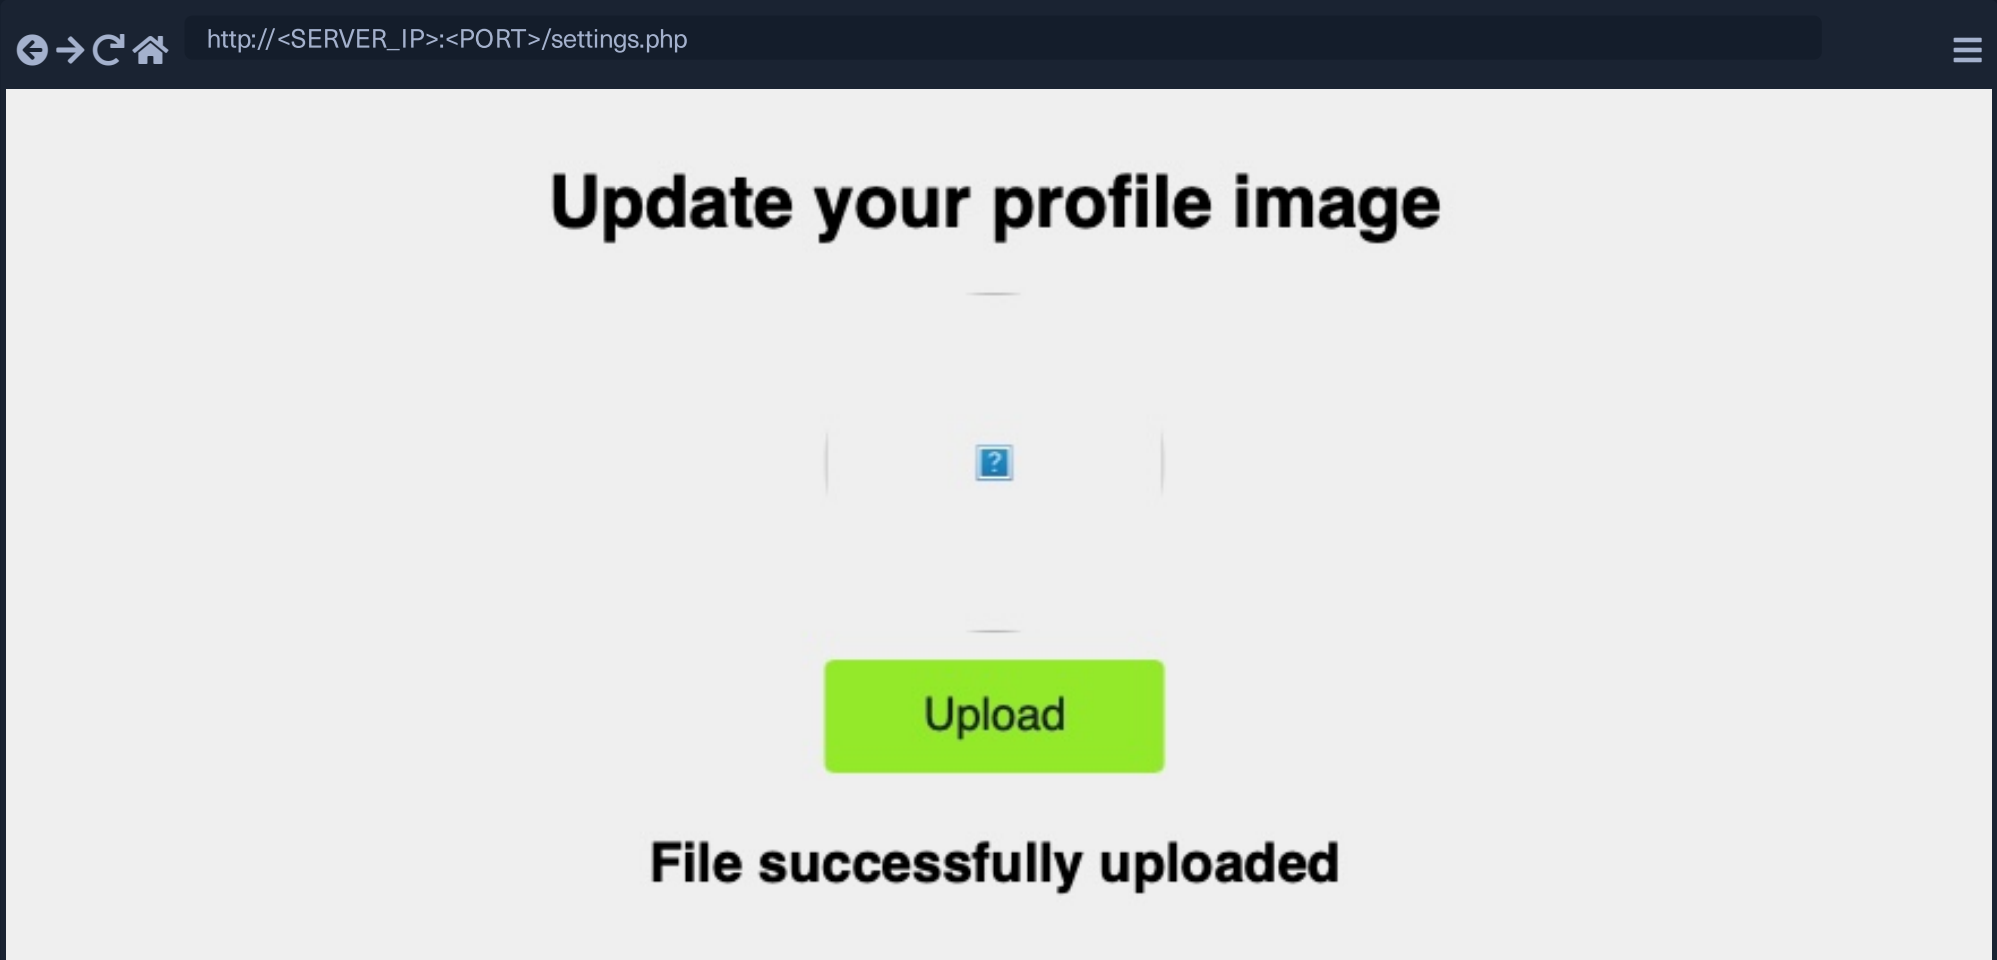 http://<SERVER_IP>:<PORT>/settings.php
Update your profile image
?
Upload
File successfully uploaded